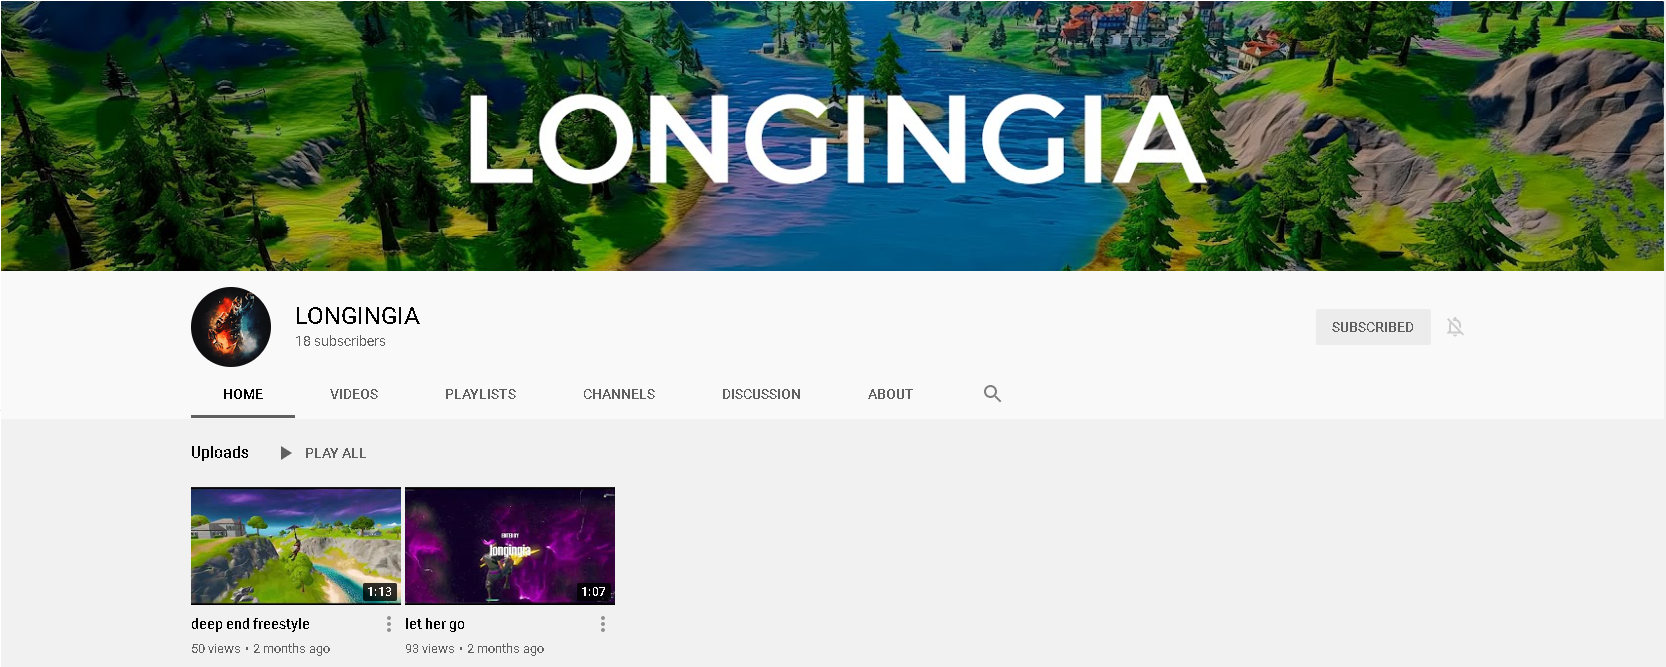 LONGINGIA
LONGINGIA
18 subscribers
SUBSCRIBED
HOME VIDEOS PLAYLISTS CHANNELS DISCUSSION ABOUT
Uploads PLAY ALL
EDITED BY
longingia
1:13 1:07
deep end freestyle let her go
50 views • 2 months ago 93 views • 2 months ago